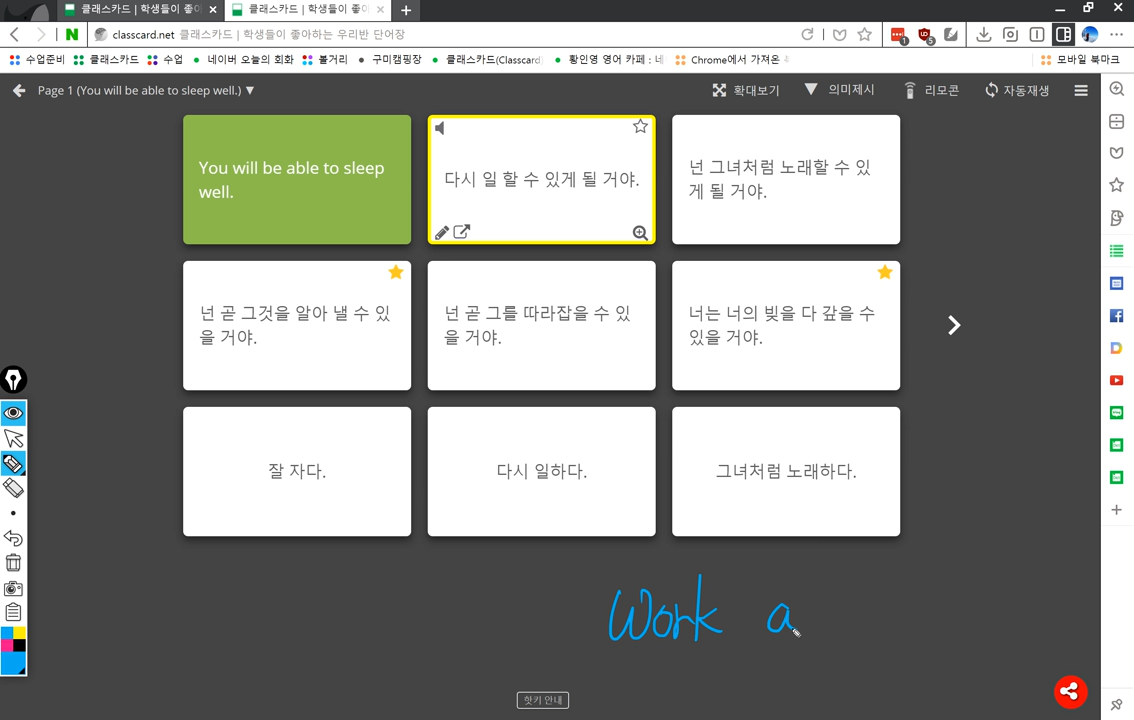 클래스카드 | 학생들이 좋아
클래스카드 | 학생들이 좋아
classcard.net 클래스카드 | 학생들이 좋아하는 우리반 단어장
수업준비 클래스카드 수업 네이버 오늘의 회화 볼거리 구미캠핑장 클래스카드(Classcard) 황인영 영어 카페 : 네 Chrome에서 가져온 모바일 북마크
Page 1 (You will be able to sleep well.) ▼ 확대보기 ▼ 의미제시 리모콘 자동재생
You will be able to sleep
well.
다시 일 할 수 있게 될 거야.
넌 그녀처럼 노래할 수 있
게 될 거야.
넌 곧 그것을 알아 낼 수 있
을 거야.
넌 곧 그를 따라잡을 수 있
을 거야.
너는 너의 빚을 다 갚을 수
있을 거야.
잘 자다.
다시 일하다.
그녀처럼 노래하다.
Work a
핫키 안내